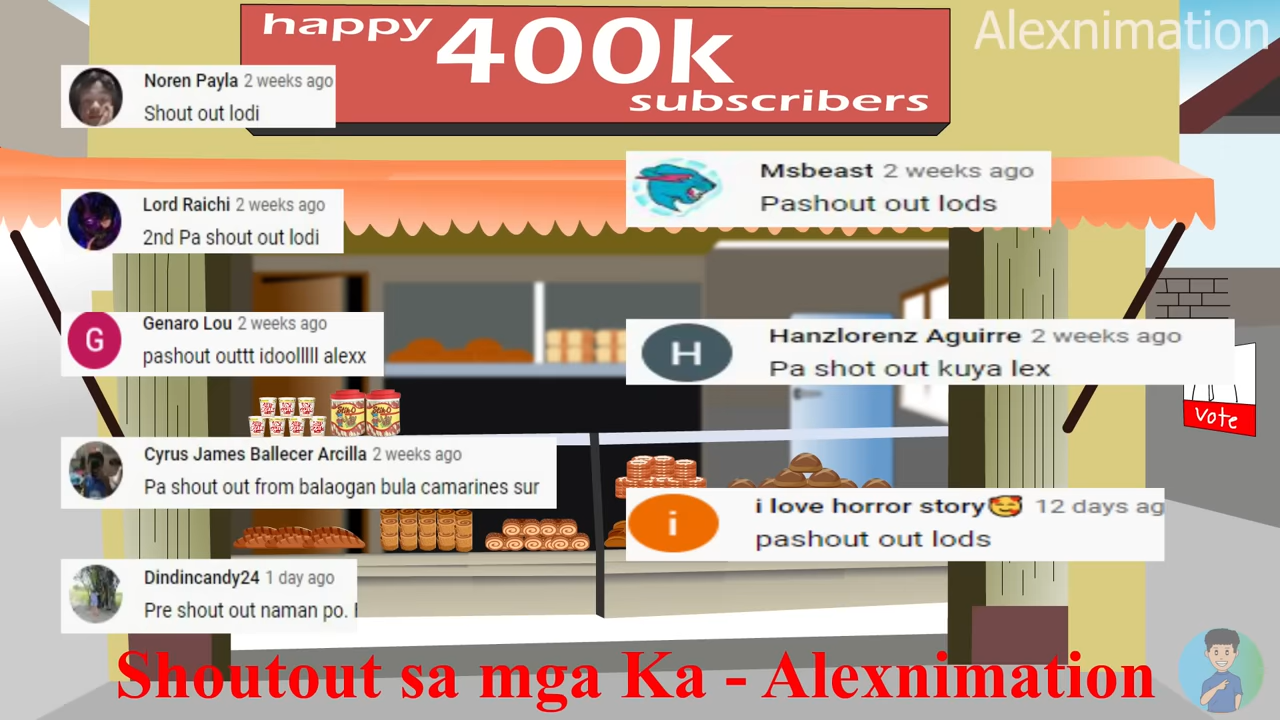 happy 400k subscribers
Alexnimation
Noren Payla 2 weeks ago
Shout out lodi
Lord Raichi 2 weeks ago
2nd Pa shout out lodi
Genaro Lou 2 weeks ago
pashout outtt idoolllll alexx
Cyrus James Ballecer Arcilla 2 weeks ago
Pa shout out from balaogan bula camarines sur
Dindincandy24 1 day ago
Pre shout out naman po.
Msbeast 2 weeks ago
Pashout out lods
H
Hanzlorenz Aguirre 2 weeks ago
Pa shot out kuya lex
i
i love horror story🥰 12 days ag
pashout out lods
G
vote
Shoutout sa mga Ka - Alexnimation